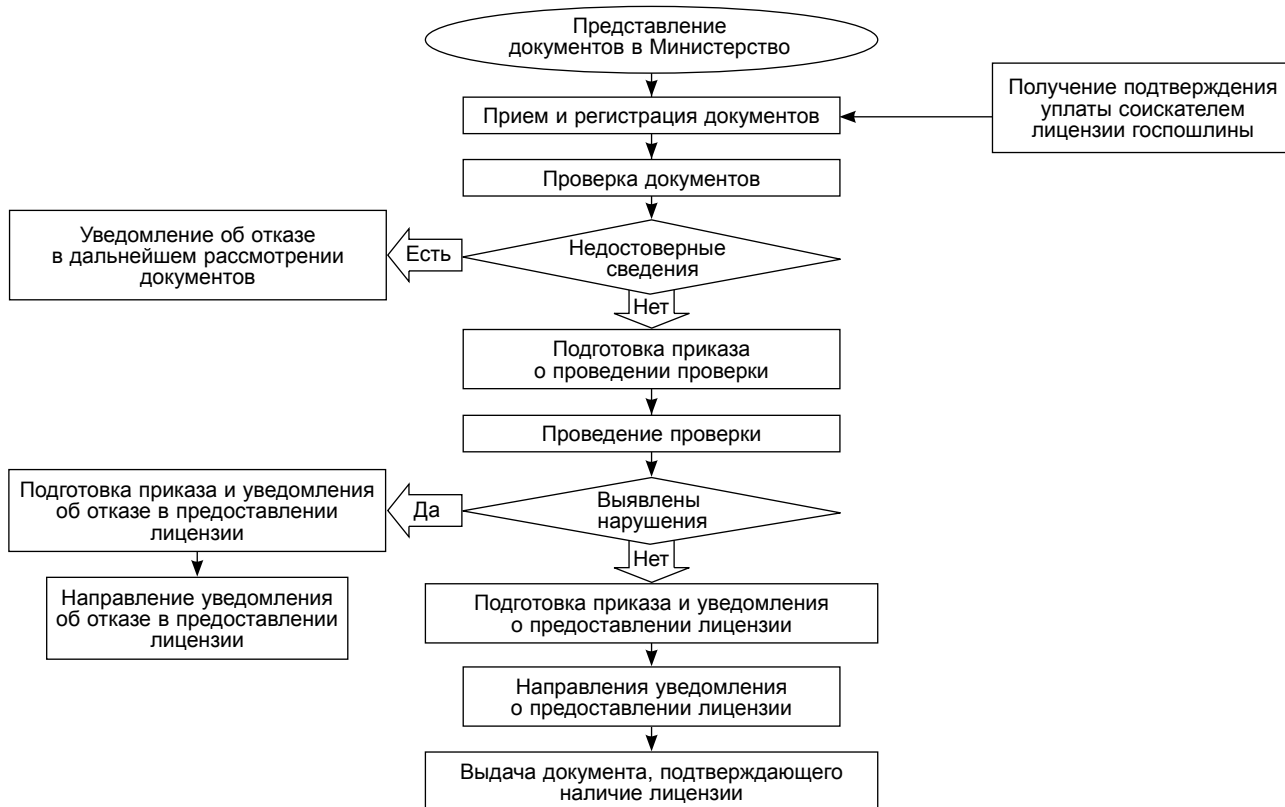 Представление
документов в Министерство
Получение подтверждения
уплаты соискателем
лицензии госпошлины
Прием и регистрация документов
Проверка документов
Уведомление об отказе
в дальнейшем рассмотрении
документов
Есть
Недостоверные
сведения
Нет
Подготовка приказа
о проведении проверки
Проведение проверки
Подготовка приказа и уведомления
об отказе в предоставлении
лицензии
Да
Выявлены
нарушения
Нет
Направление уведомления
об отказе в предоставлении
лицензии
Подготовка приказа и уведомления
о предоставлении лицензии
Направления уведомления
о предоставлении лицензии
Выдача документа, подтверждающего
наличие лицензии